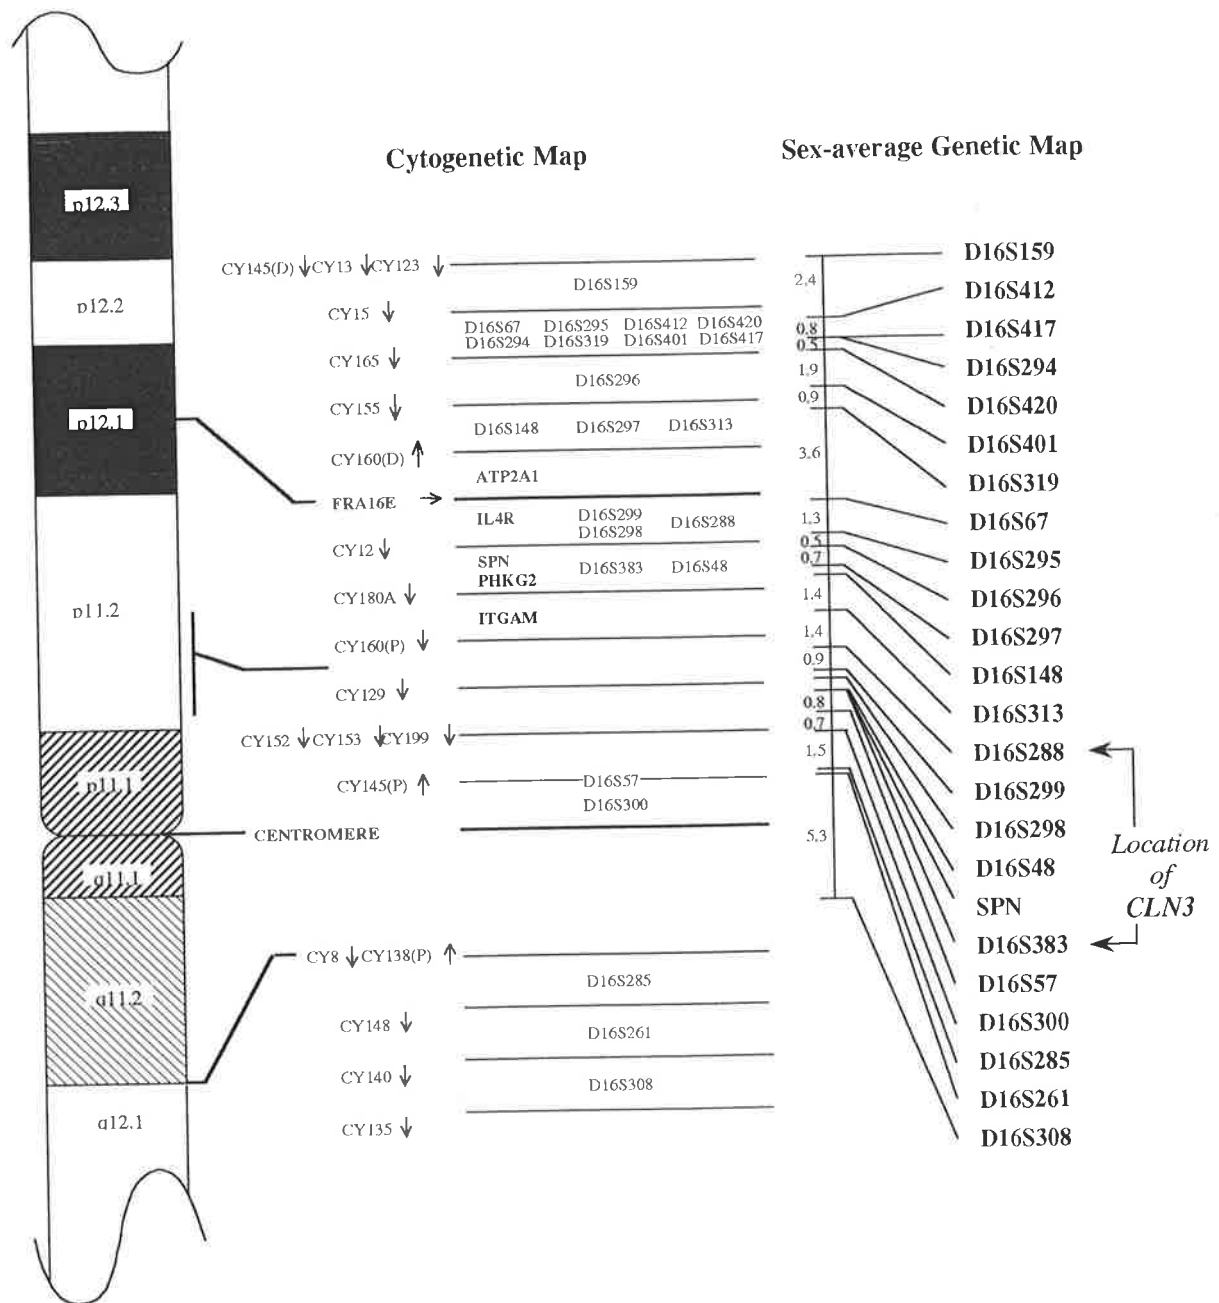 Cytogenetic Map
Sex-average Genetic Map
p12.3
p12.2
p12.1
p11.2
p11.1
q11.1
q11.2
q12.1
CY145(D) ↓ CY13 ↓ CY123 ↓
D16S159
CY15 ↓
D16S67 D16S295 D16S412 D16S420
D16S294 D16S319 D16S401 D16S417
CY165 ↓
D16S296
CY155 ↓
D16S148 D16S297 D16S313
CY160(D) ↑
ATP2A1
FRA16E →
IL4R D16S299 D16S288
D16S298
CY12 ↓
SPN D16S383 D16S48
PHKG2
CY180A ↓
ITGAM
CY160(P) ↓
CY129 ↓
CY152 ↓ CY153 ↓ CY199 ↓
CY145(P) ↑
D16S57
D16S300
CENTROMERE
CY8 ↓ CY138(P) ↑
D16S285
CY148 ↓
D16S261
CY140 ↓
D16S308
CY135 ↓
2.4
0.8
0.5
1.9
0.9
3.6
1.3
0.5
0.7
1.4
1.4
0.9
0.8
0.7
1.5
5.3
D16S159
D16S412
D16S417
D16S294
D16S420
D16S401
D16S319
D16S67
D16S295
D16S296
D16S297
D16S148
D16S313
D16S288
D16S299
D16S298
D16S48
SPN
D16S383
D16S57
D16S300
D16S285
D16S261
D16S308
Location
of
CLN3